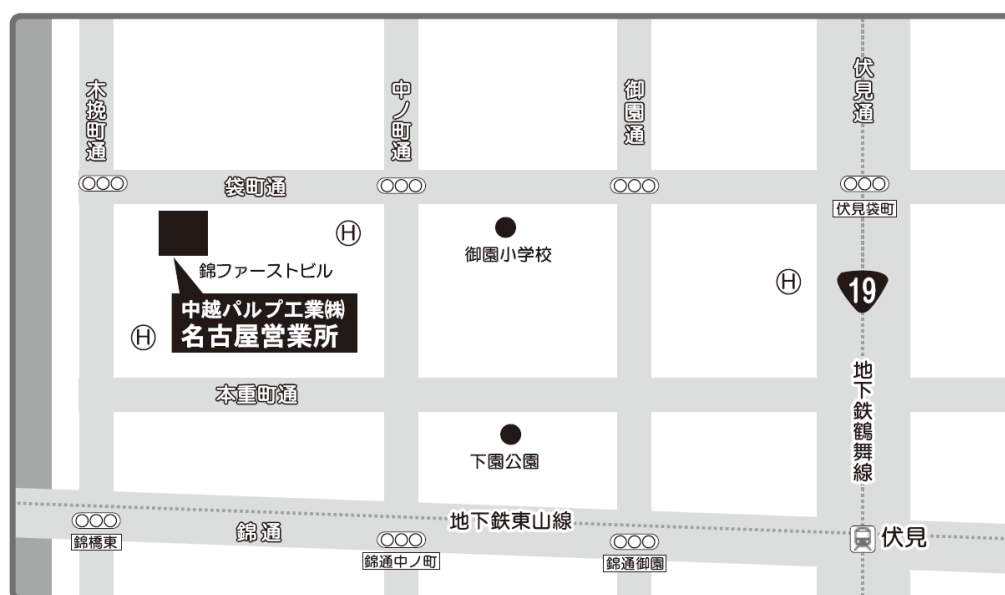 木挽町通
中ノ町通
御園通
伏見通
袋町通
伏見袋町
錦ファーストビル
中越パルプ工業㈱
名古屋営業所
H
H
御園小学校
H
19
本重町通
下園公園
地下鉄鶴舞線
地下鉄東山線
錦通
伏見
錦橋東
錦通中ノ町
錦通御園